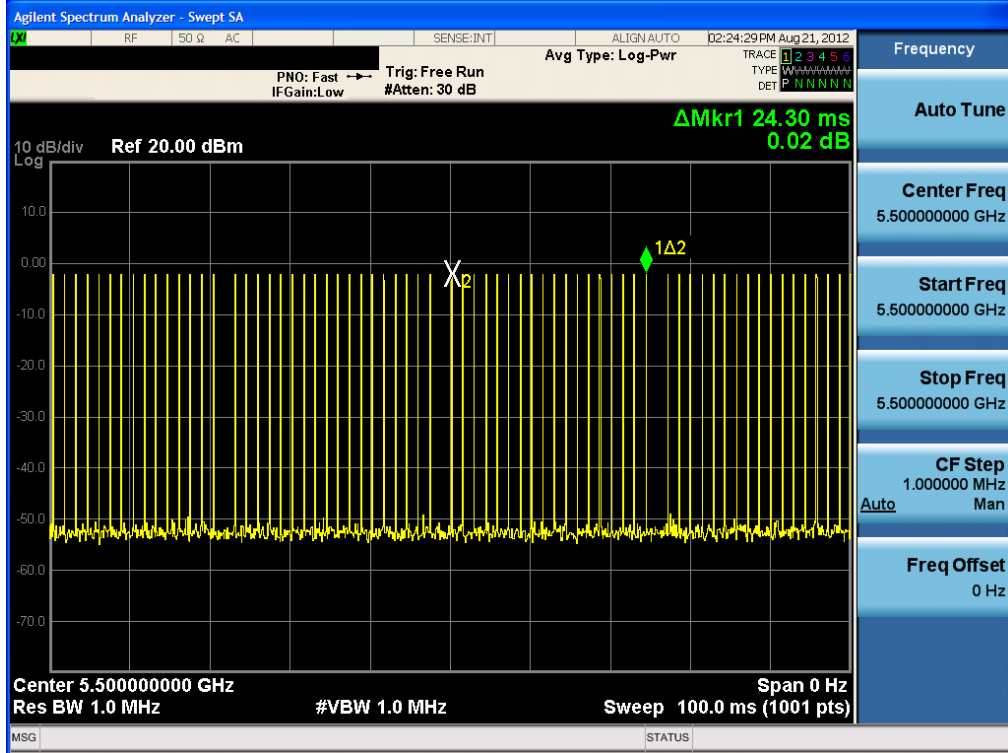 Agilent Spectrum Analyzer - Swept SA
LXI RF 50 Ω AC SENSE:INT ALIGN AUTO 02:24:29 PM Aug 21, 2012
Frequency
Avg Type: Log-Pwr
TRACE 1 2 3 4 5 6
PNO: Fast Trig: Free Run
TYPE WWWWWW
IFGain:Low #Atten: 30 dB
DET P N N N N N
Auto Tune
ΔMkr1 24.30 ms
0.02 dB
10 dB/div Ref 20.00 dBm
Log
Center Freq
5.500000000 GHz
10.0
1Δ2
0.00
2
Start Freq
5.500000000 GHz
-10.0
-20.0
Stop Freq
5.500000000 GHz
-30.0
-40.0
CF Step
1.000000 MHz
Auto Man
-50.0
-60.0
Freq Offset
0 Hz
-70.0
Center 5.500000000 GHz Span 0 Hz
Res BW 1.0 MHz #VBW 1.0 MHz Sweep 100.0 ms (1001 pts)
MSG STATUS